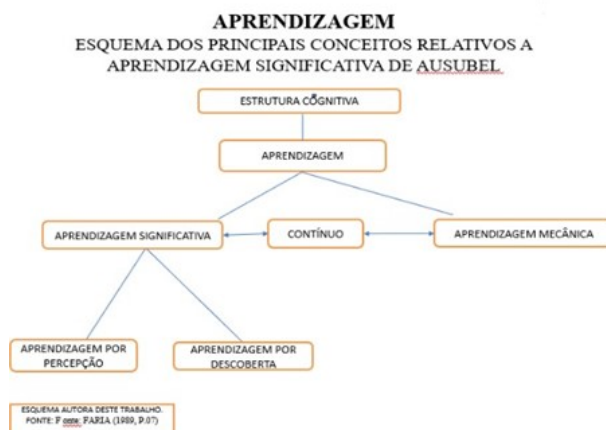 APRENDIZAGEM
ESQUEMA DOS PRINCIPAIS CONCEITOS RELATIVOS A
APRENDIZAGEM SIGNIFICATIVA DE AUSUBEL
ESTRUTURA COGNITIVA
APRENDIZAGEM
APRENDIZAGEM SIGNIFICATIVA
CONTÍNUO
APRENDIZAGEM MECÂNICA
APRENDIZAGEM POR
PERCEPÇÃO
APRENDIZAGEM POR
DESCOBERTA
ESQUEMA AUTORA DESTE TRABALHO.
FONTE: F onte: FARIA (1989, P.07)